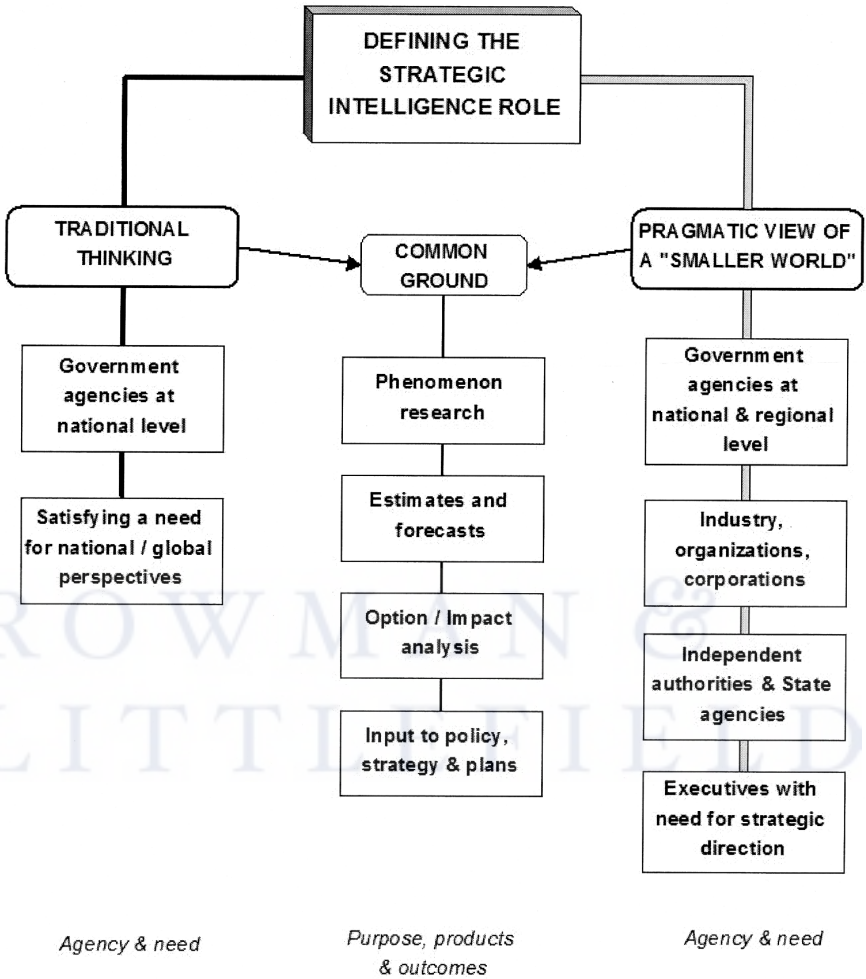 DEFINING THE
STRATEGIC
INTELLIGENCE ROLE
TRADITIONAL
THINKING
COMMON
GROUND
PRAGMATIC VIEW OF
A "SMALLER WORLD"
Government
agencies at
national level
Satisfying a need
for national / global
perspectives
Phenomenon
research
Estimates and
forecasts
Option / Impact
analysis
Input to policy,
strategy & plans
Government
agencies at
national & regional
level
Industry,
organizations,
corporations
Independent
authorities & State
agencies
Executives with
need for strategic
direction
ROWMAN &
LITTLEFIELD
Agency & need
Purpose, products
& outcomes
Agency & need